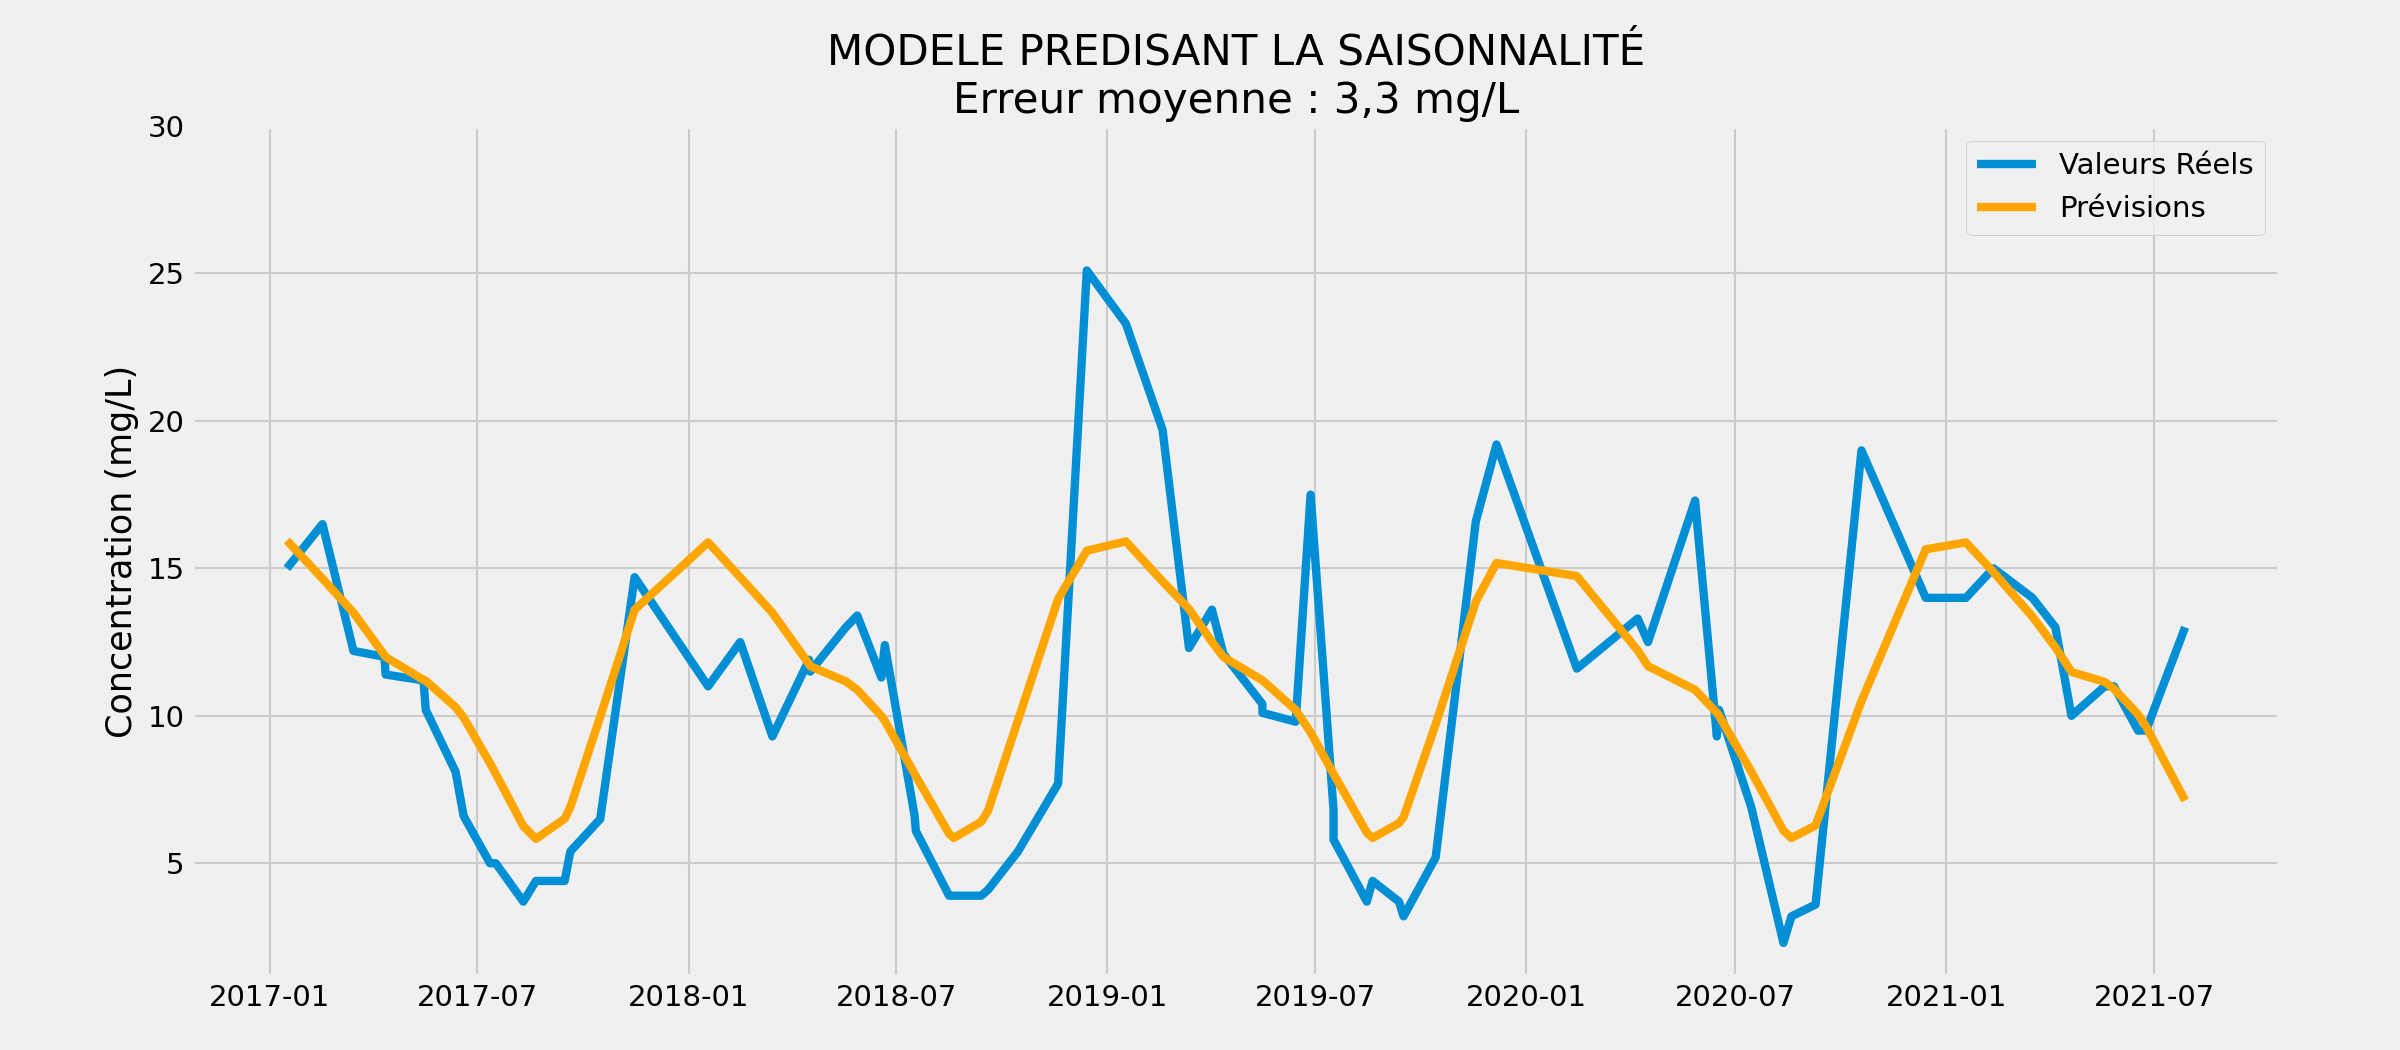 MODELE PREDISANT LA SAISONNALITÉ
Erreur moyenne : 3,3 mg/L
Valeurs Réels
Prévisions
Concentration (mg/L)
30
25
20
15
10
5
2017-01 2017-07 2018-01 2018-07 2019-01 2019-07 2020-01 2020-07 2021-01 2021-07